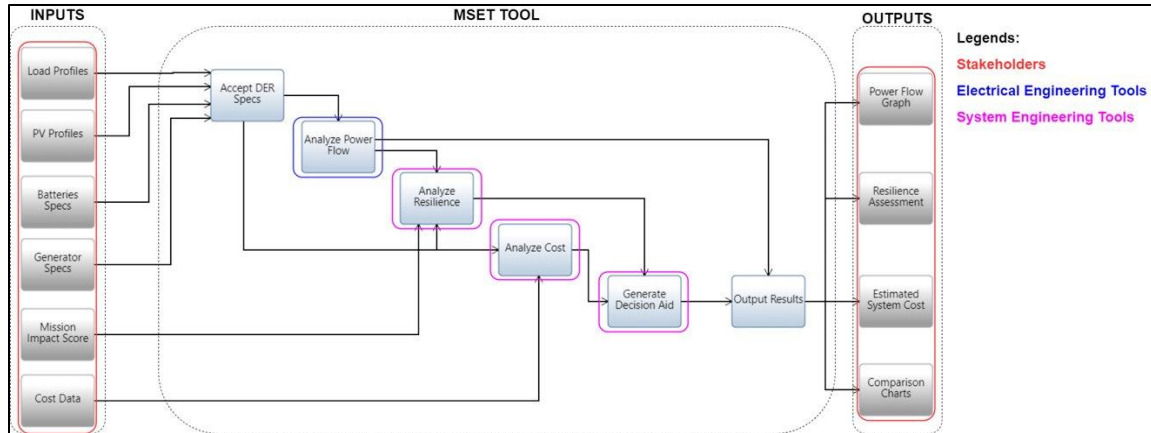 INPUTS
MSET TOOL
OUTPUTS
Legends:
Stakeholders
Electrical Engineering Tools
System Engineering Tools
Load Profiles
PV Profiles
Batteries
Specs
Generator
Specs
Mission
Impact Score
Cost Data
Accept DER
Specs
Analyze Power
Flow
Analyze
Resilience
Analyze Cost
Generate
Decision Aid
Output Results
Power Flow
Graph
Resilience
Assessment
Estimated
System Cost
Comparison
Charts